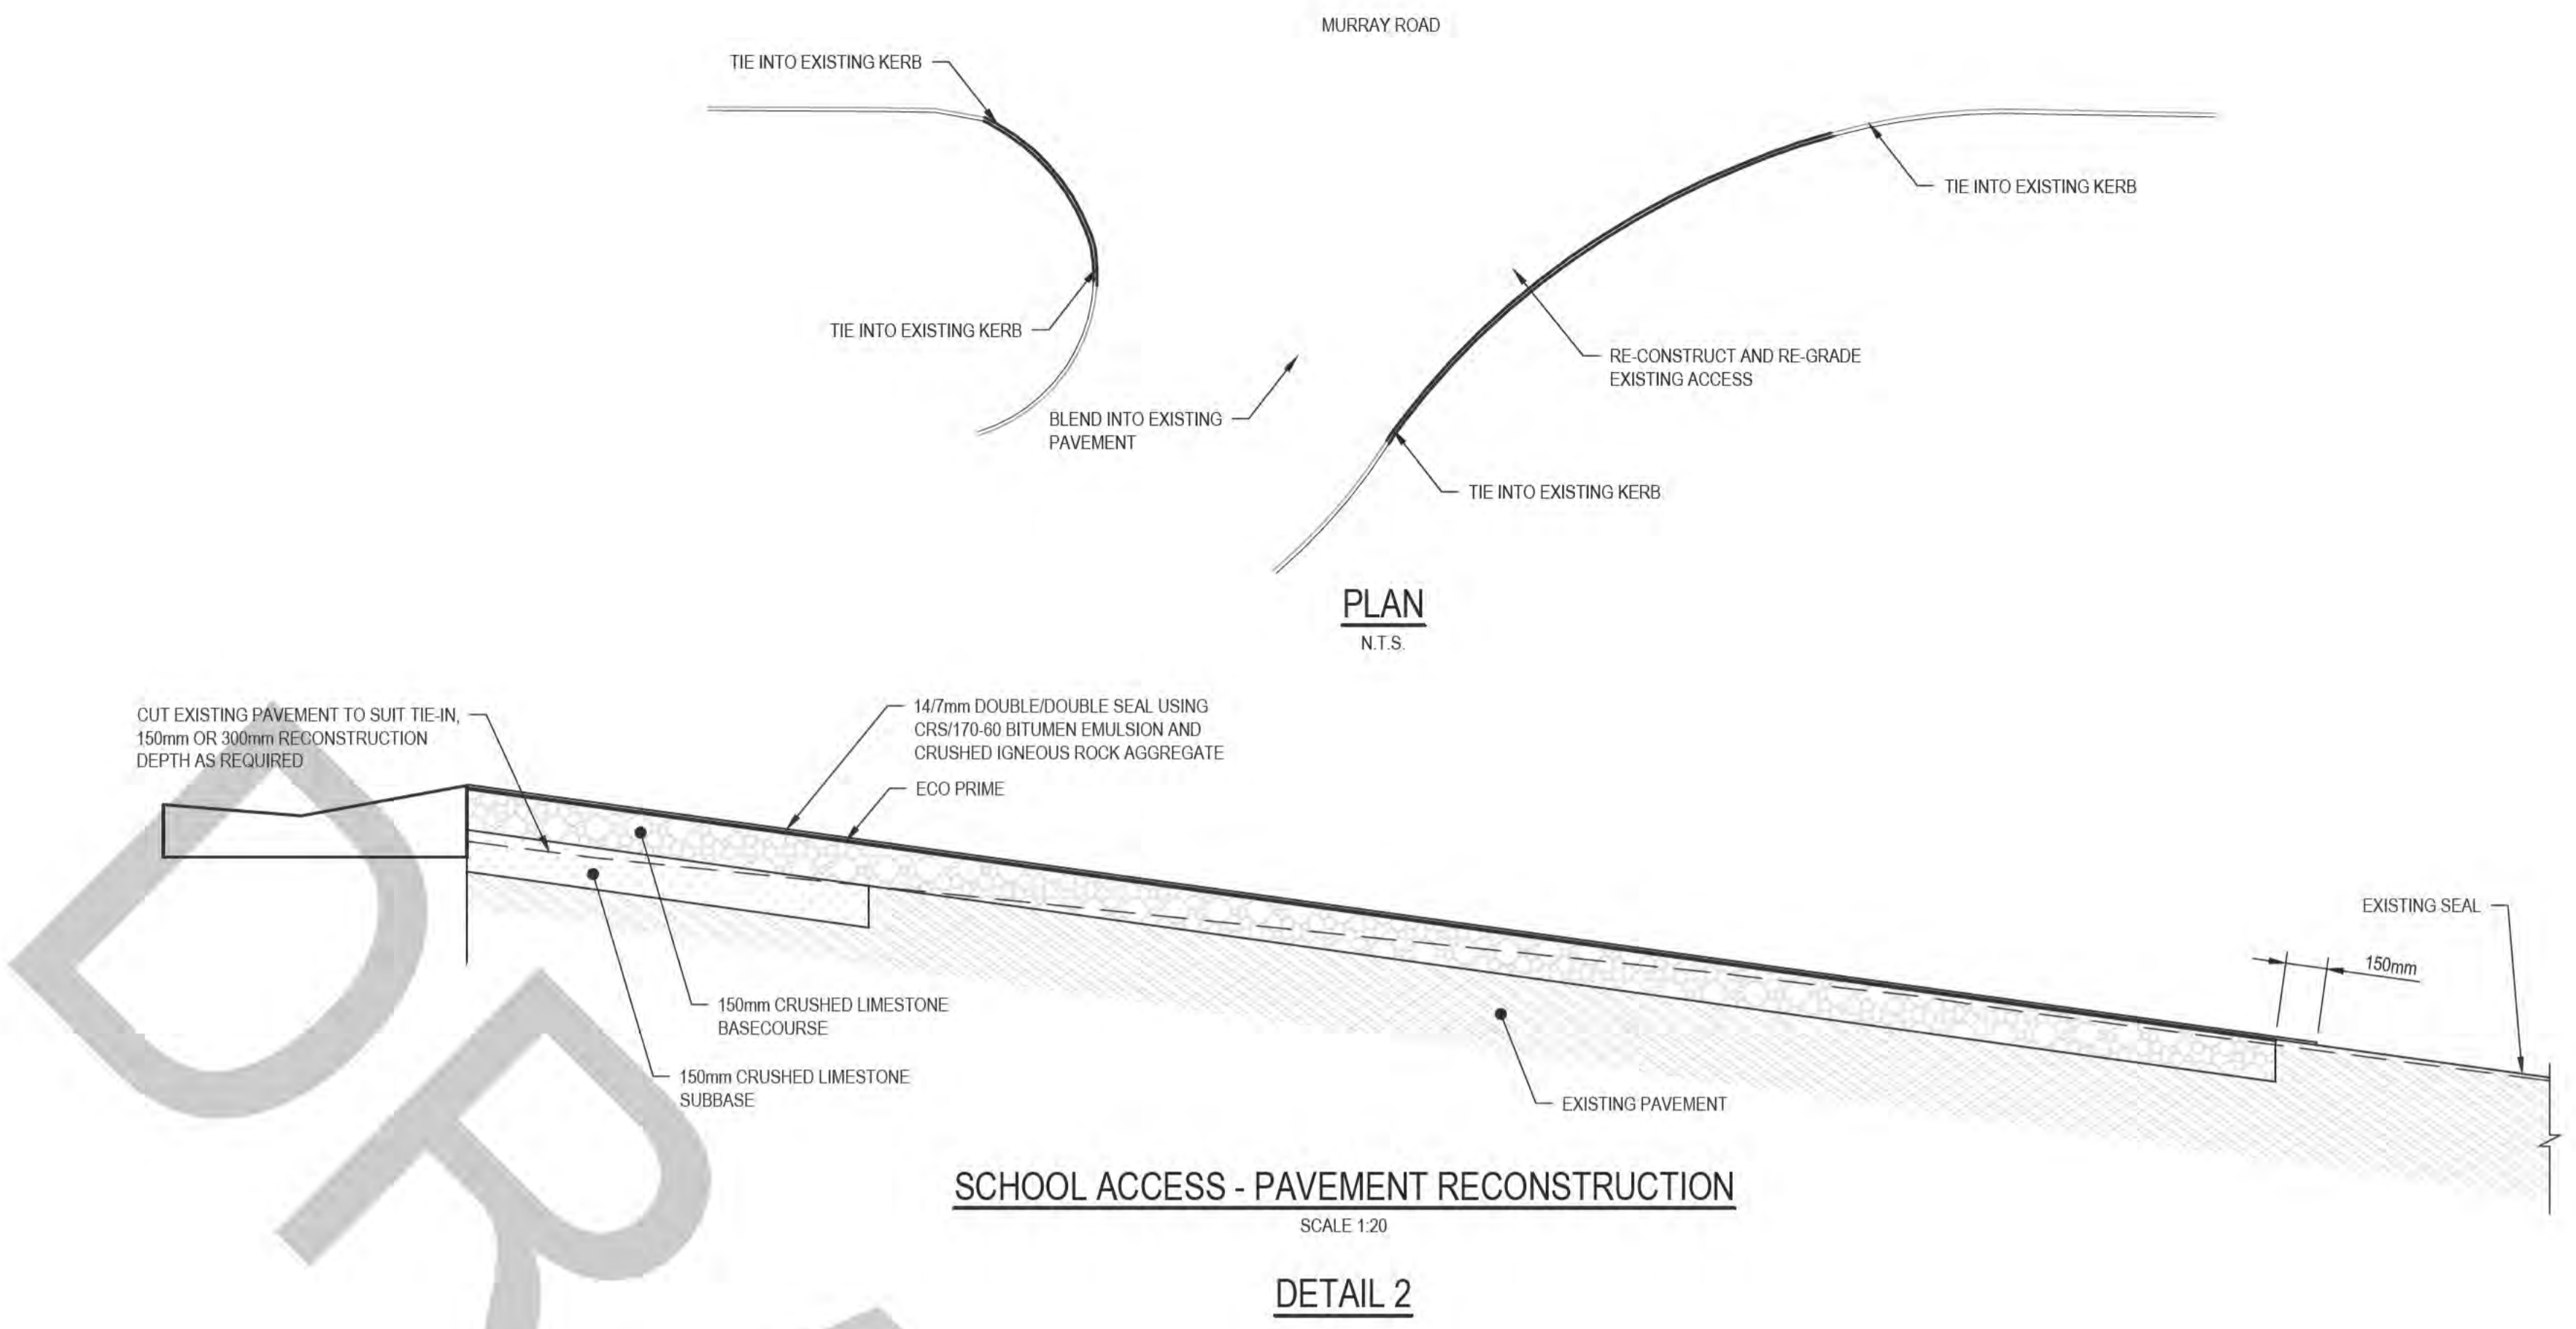 MURRAY ROAD
TIE INTO EXISTING KERB
TIE INTO EXISTING KERB
TIE INTO EXISTING KERB
RE-CONSTRUCT AND RE-GRADE
EXISTING ACCESS
BLEND INTO EXISTING
PAVEMENT
TIE INTO EXISTING KERB
PLAN
N.T.S.
CUT EXISTING PAVEMENT TO SUIT TIE-IN,
150mm OR 300mm RECONSTRUCTION
DEPTH AS REQUIRED
14/7mm DOUBLE/DOUBLE SEAL USING
CRS/170-60 BITUMEN EMULSION AND
CRUSHED IGNEOUS ROCK AGGREGATE
ECO PRIME
EXISTING SEAL
150mm
150mm CRUSHED LIMESTONE
BASECOURSE
150mm CRUSHED LIMESTONE
SUBBASE
EXISTING PAVEMENT
SCHOOL ACCESS - PAVEMENT RECONSTRUCTION
SCALE 1:20
DETAIL 2
DR